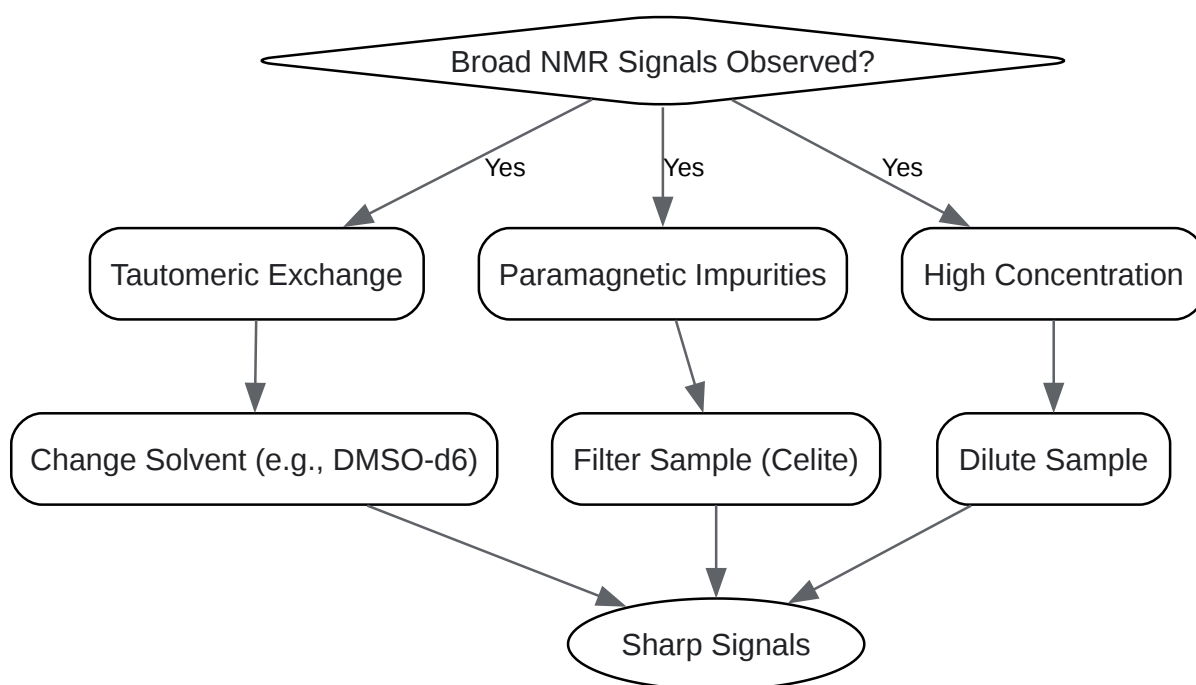 Broad NMR Signals Observed?
Yes
Yes
Yes
Tautomeric Exchange
Paramagnetic Impurities
High Concentration
Change Solvent (e.g., DMSO-d6)
Filter Sample (Celite)
Dilute Sample
Sharp Signals